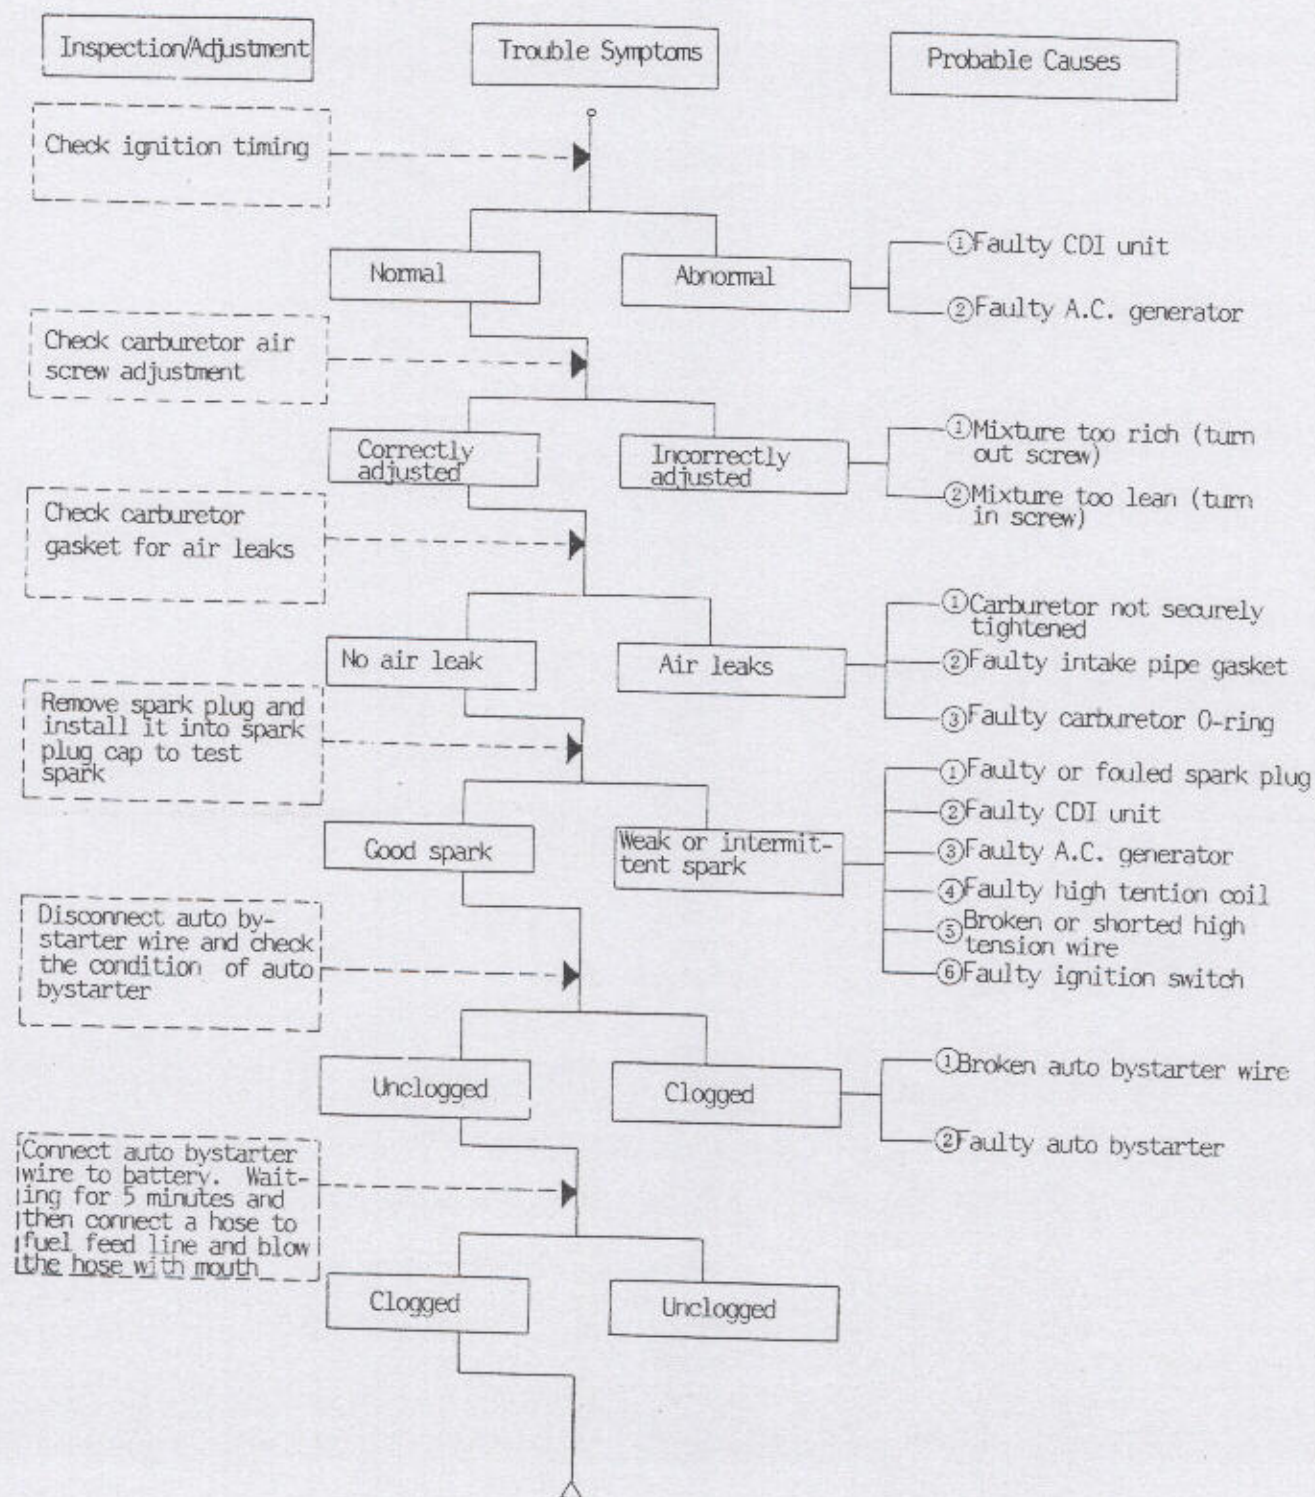 Inspection/Adjustment
Trouble Symptoms
Probable Causes
Check ignition timing
Normal
Abnormal
①Faulty CDI unit
②Faulty A.C. generator
Check carburetor air
screw adjustment
Correctly
adjusted
Incorrectly
adjusted
①Mixture too rich (turn
out screw)
②Mixture too lean (turn
in screw)
Check carburetor
gasket for air leaks
No air leak
Air leaks
①Carburetor not securely
tightened
②Faulty intake pipe gasket
③Faulty carburetor O-ring
Remove spark plug and
install it into spark
plug cap to test
spark
Good spark
Weak or intermit-
tent spark
①Faulty or fouled spark plug
②Faulty CDI unit
③Faulty A.C. generator
④Faulty high tention coil
⑤Broken or shorted high
tension wire
⑥Faulty ignition switch
Disconnect auto by-
starter wire and check
the condition of auto
bystarter
Unclogged
Clogged
①Broken auto bystarter wire
②Faulty auto bystarter
Connect auto bystarter
wire to battery. Wait-
ing for 5 minutes and
then connect a hose to
fuel feed line and blow
the hose with mouth
Clogged
Unclogged